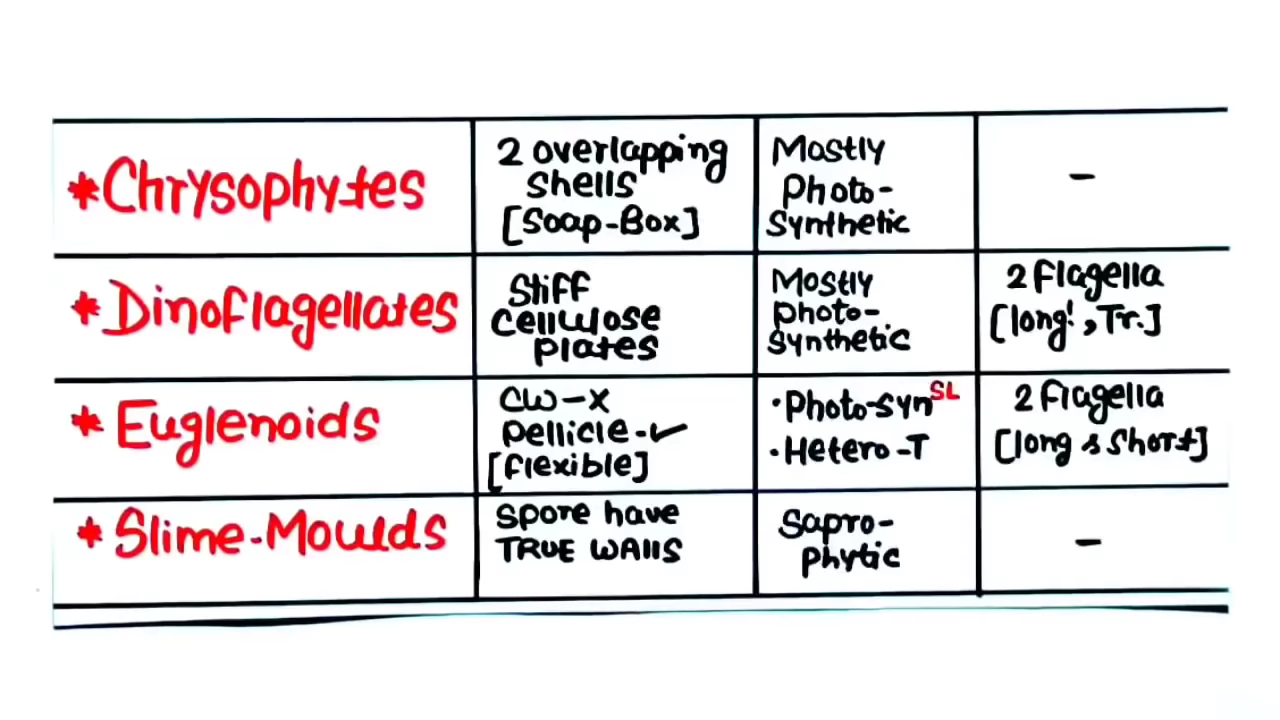 *Chrysophytes
2 overlapping
shells
[Soap-Box]
Mostly
Photo-
Synthetic
-
*Dinoflagellates
Stiff
Cellulose
plates
Mostly
Photo-
Synthetic
2 flagella
[long!, Tr.]
*Euglenoids
CW-X
Pellicle-✓
[flexible]
•Photo-syn SL
•Hetero-T
2 flagella
[long & Short]
*Slime-Moulds
Spore have
TRUE WAllS
Sapro-
Phytic
-